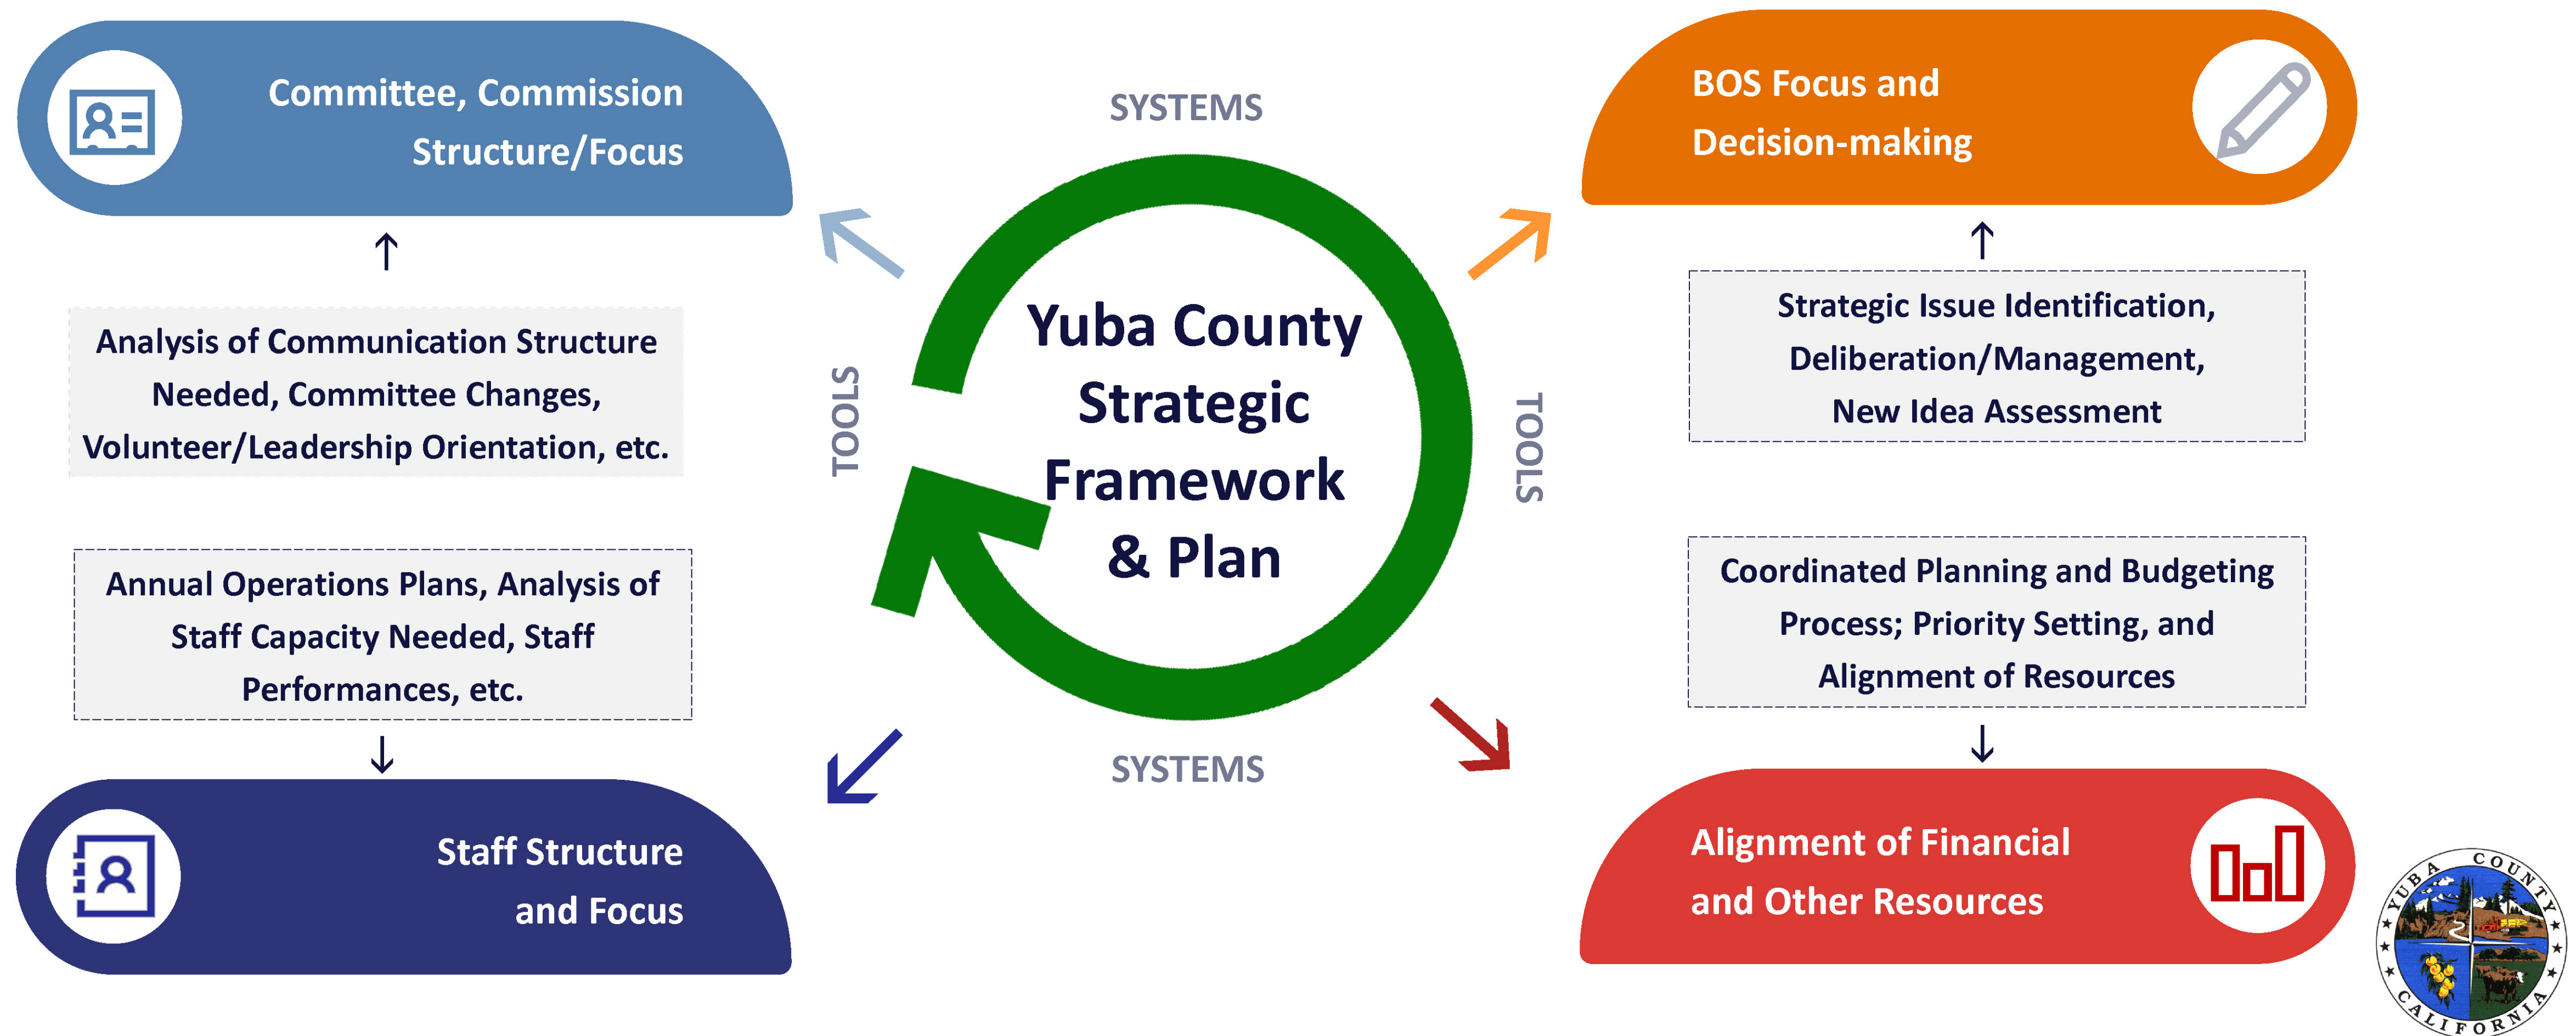 Committee, Commission
Structure/Focus
Analysis of Communication Structure
Needed, Committee Changes,
Volunteer/Leadership Orientation, etc.
Annual Operations Plans, Analysis of
Staff Capacity Needed, Staff
Performances, etc.
Staff Structure
and Focus
SYSTEMS
TOOLS
Yuba County
Strategic
Framework
& Plan
TOOLS
SYSTEMS
BOS Focus and
Decision-making
Strategic Issue Identification,
Deliberation/Management,
New Idea Assessment
Coordinated Planning and Budgeting
Process; Priority Setting, and
Alignment of Resources
Alignment of Financial
and Other Resources
YUBA COUNTY
CALIFORNIA